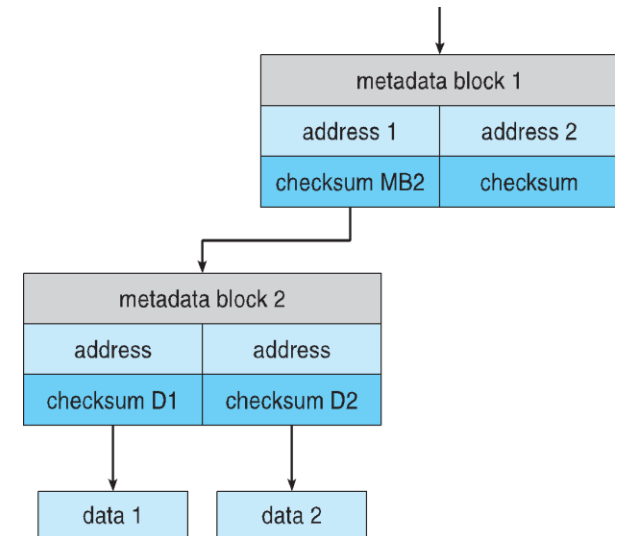 metadata block 1
address 1 address 2
checksum MB2 checksum
metadata block 2
address address
checksum D1 checksum D2
data 1 data 2